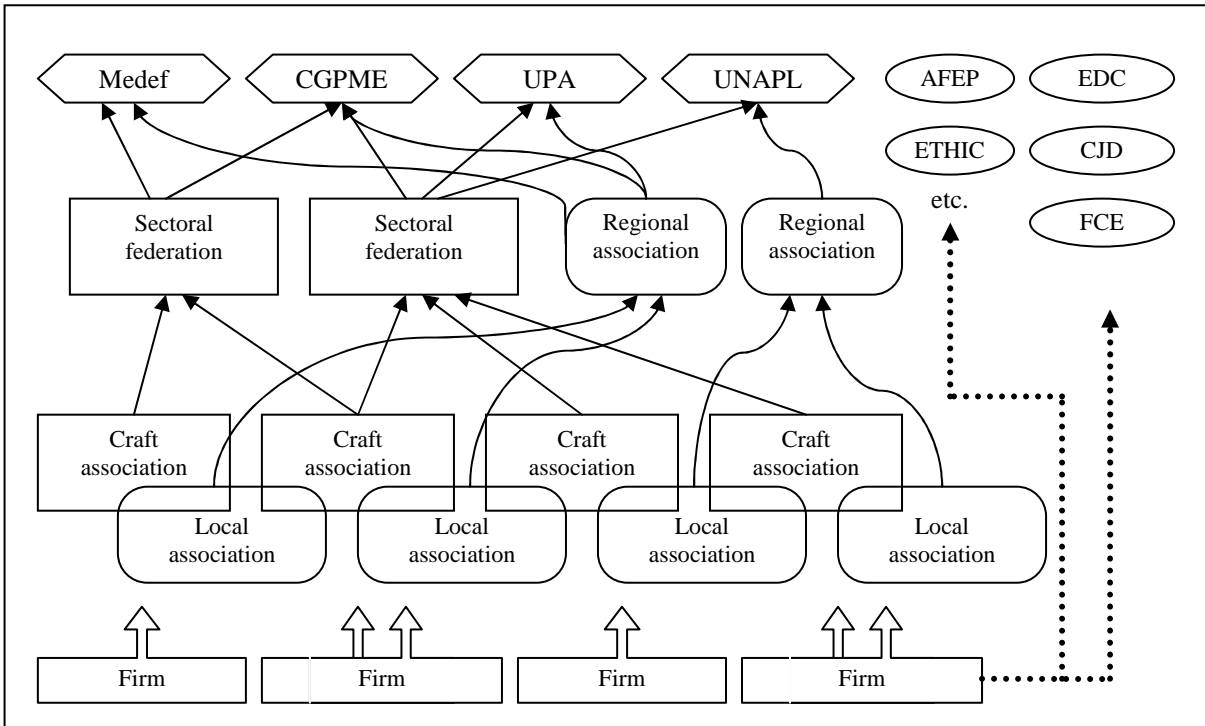 Medef
CGPME
UPA
UNAPL
AFEP
EDC
ETHIC
CJD
etc.
FCE
Sectoral
federation
Sectoral
federation
Regional
association
Regional
association
Craft
association
Craft
association
Craft
association
Craft
association
Local
association
Local
association
Local
association
Local
association
Firm
Firm
Firm
Firm